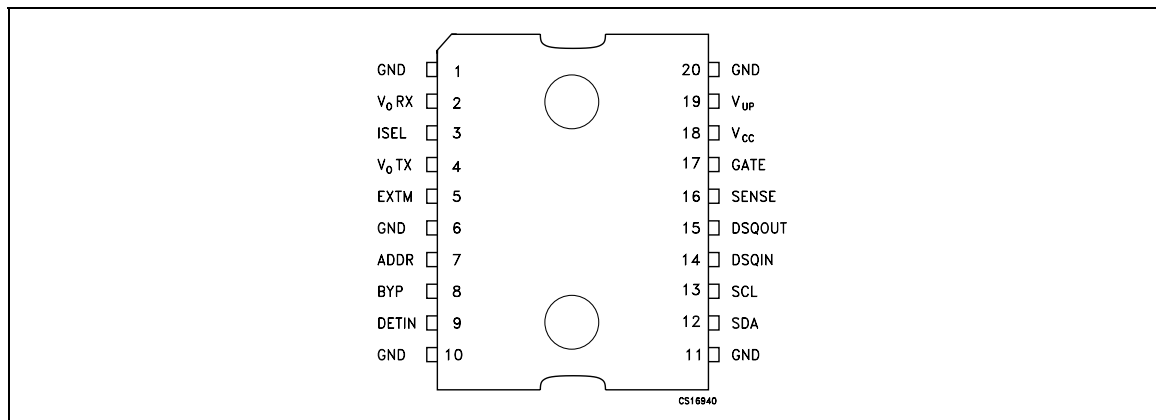 GND 1 20 GND
V₀ RX 2 19 V_UP
ISEL 3 18 V_CC
V₀ TX 4 17 GATE
EXTM 5 16 SENSE
GND 6 15 DSQOUT
ADDR 7 14 DSQIN
BYP 8 13 SCL
DETIN 9 12 SDA
GND 10 11 GND
CS16940